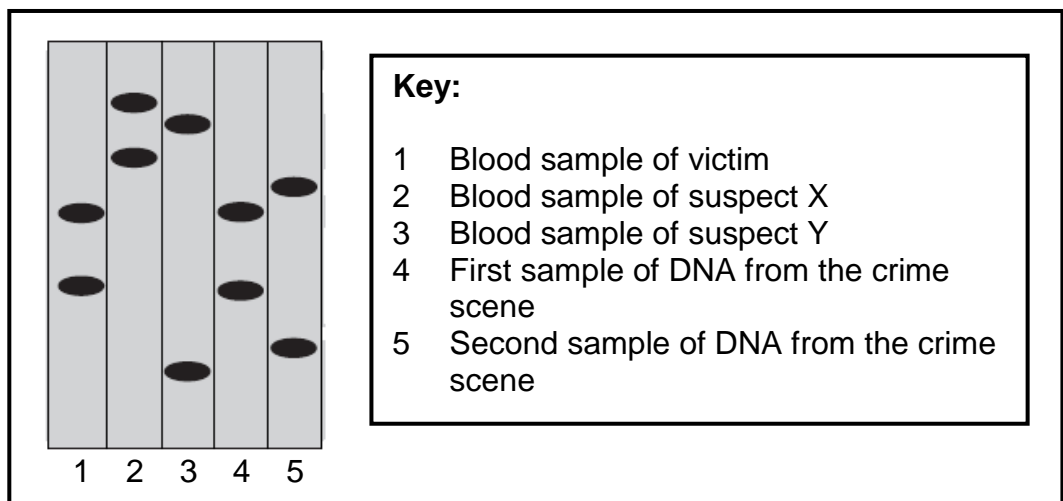 Key:
1 Blood sample of victim
2 Blood sample of suspect X
3 Blood sample of suspect Y
4 First sample of DNA from the crime
scene
5 Second sample of DNA from the crime
scene
1 2 3 4 5